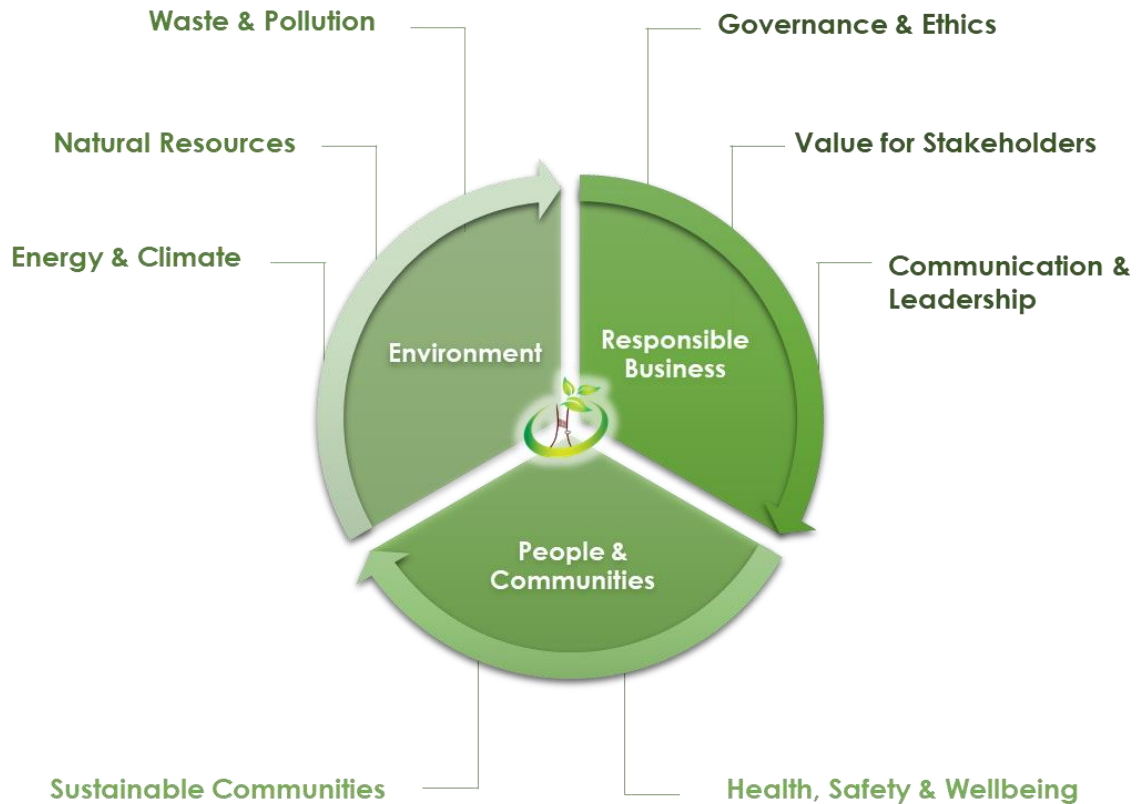 Waste & Pollution
Governance & Ethics
Natural Resources
Value for Stakeholders
Energy & Climate
Communication &
Leadership
Environment
Responsible
Business
People &
Communities
Sustainable Communities
Health, Safety & Wellbeing